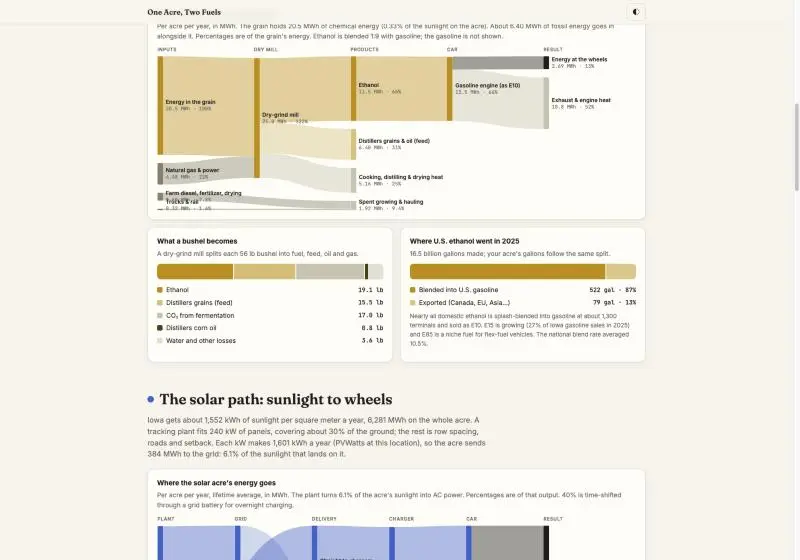 One Acre, Two Fuels
Per acre per year, in MWh. The grain holds 20.5 MWh of chemical energy (0.33% of the sunlight on the acre). About 6.40 MWh of fossil energy goes in
alongside it. Percentages are of the grain's energy. Ethanol is blended 1:9 with gasoline; the gasoline is not shown.
INPUTS DRY MILL PRODUCTS CAR RESULT
Energy at the wheels
2.69 MWh · 13%
Ethanol
13.5 MWh · 66%
Gasoline engine (as E10)
13.5 MWh · 66%
Energy in the grain
20.5 MWh · 100%
Exhaust & engine heat
10.8 MWh · 52%
Dry-grind mill
25.0 MWh · 122%
Distillers grains & oil (feed)
6.40 MWh · 31%
Natural gas & power
4.48 MWh · 22%
Cooking, distilling & drying heat
5.16 MWh · 25%
Farm diesel, fertilizer, drying
Trucks & rail
0.32 MWh · 1.6%
Spent growing & hauling
1.92 MWh · 9.4%
What a bushel becomes
A dry-grind mill splits each 56 lb bushel into fuel, feed, oil and gas.
Ethanol 19.1 lb
Distillers grains (feed) 15.5 lb
CO₂ from fermentation 17.0 lb
Distillers corn oil 0.8 lb
Water and other losses 3.6 lb
Where U.S. ethanol went in 2025
16.5 billion gallons made; your acre's gallons follow the same split.
Blended into U.S. gasoline 522 gal · 87%
Exported (Canada, EU, Asia…) 79 gal · 13%
Nearly all domestic ethanol is splash-blended into gasoline at about 1,300
terminals and sold as E10. E15 is growing (27% of Iowa gasoline sales in 2025)
and E85 is a niche fuel for flex-fuel vehicles. The national blend rate averaged
10.5%.
The solar path: sunlight to wheels
Iowa gets about 1,552 kWh of sunlight per square meter a year, 6,281 MWh on the whole acre. A
tracking plant fits 240 kW of panels, covering about 30% of the ground; the rest is row spacing,
roads and setback. Each kW makes 1,601 kWh a year (PVWatts at this location), so the acre sends
384 MWh to the grid: 6.1% of the sunlight that lands on it.
Where the solar acre's energy goes
Per acre per year, lifetime average, in MWh. The plant turns 6.1% of the acre's sunlight into AC power. Percentages are of that output. 40% is time-shifted
through a grid battery for overnight charging.
PLANT GRID DELIVERY CHARGER CAR RESULT